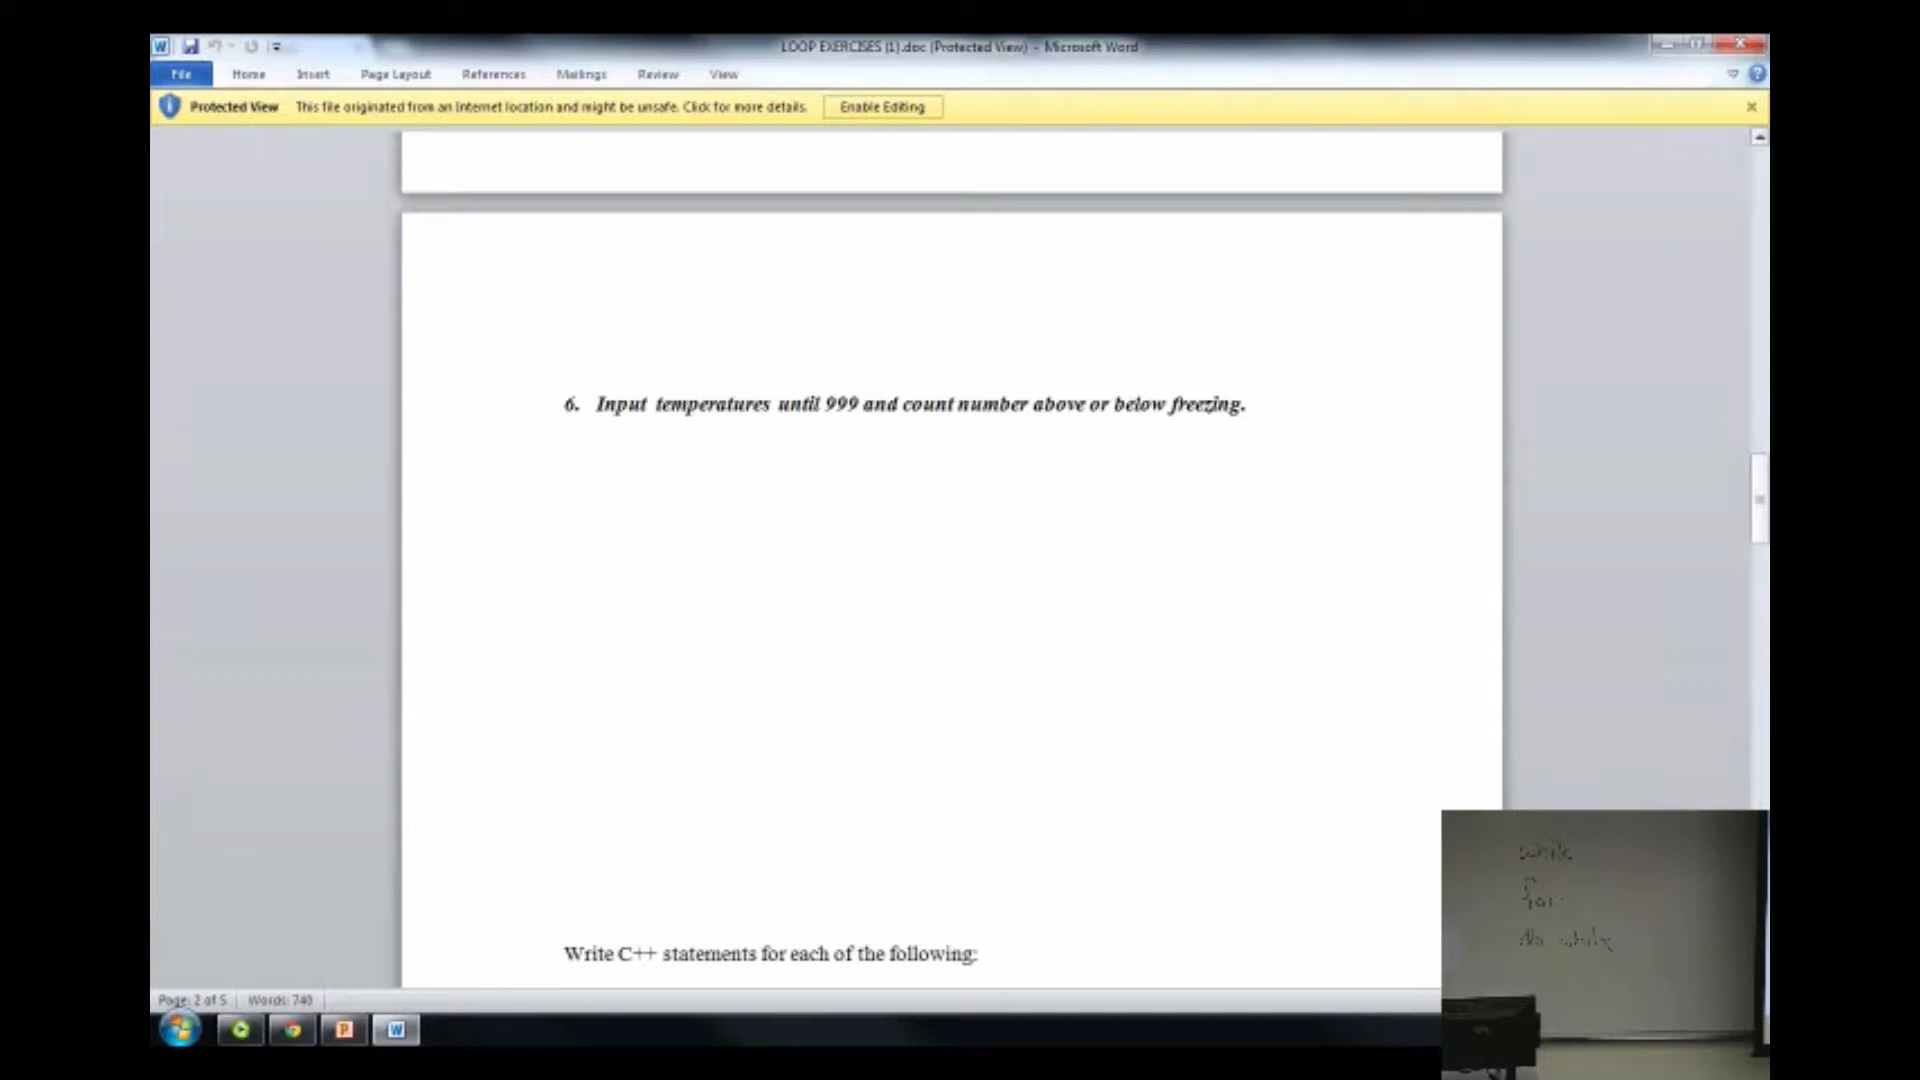 LOOP EXERCISES (1).doc (Protected View) - Microsoft Word
File Home Insert Page Layout References Mailings Review View
Protected View This file originated from an Internet location and might be unsafe. Click for more details. Enable Editing
6. Input temperatures until 999 and count number above or below freezing.
Write C++ statements for each of the following:
while
for
do while
Page: 2 of 5 Words: 740